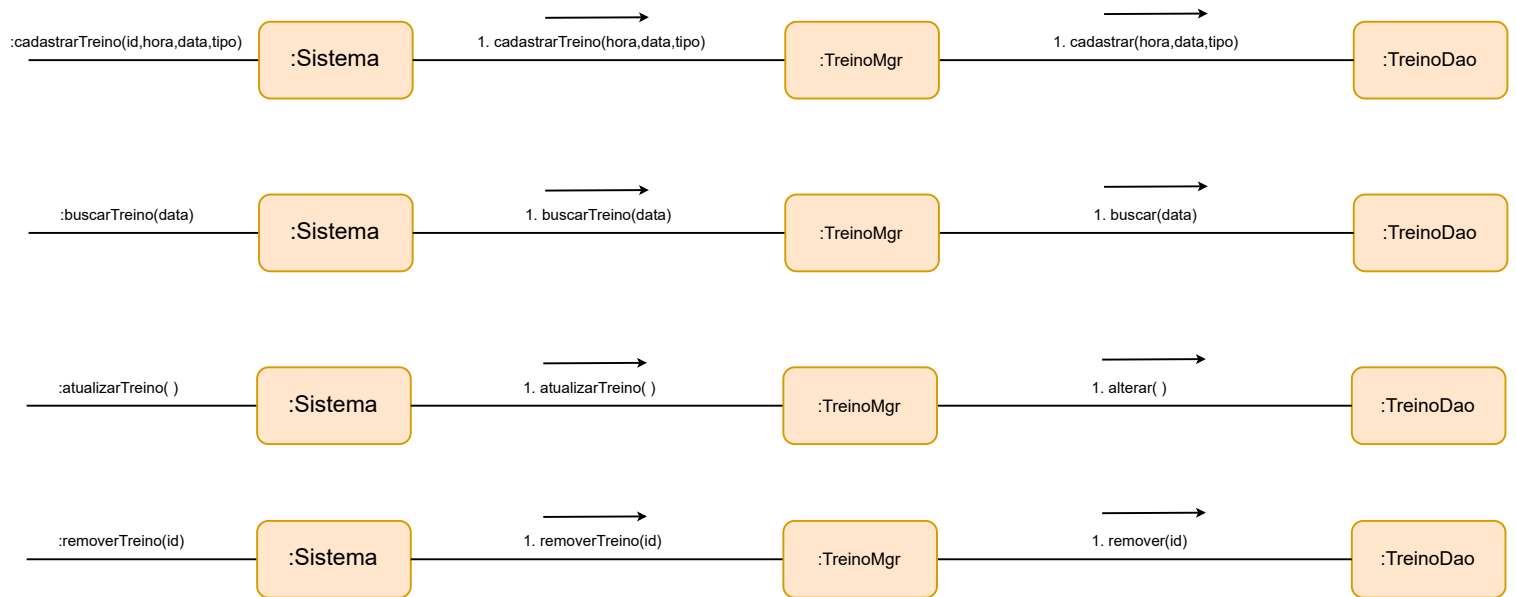 :cadastrarTreino(id,hora,data,tipo)
:Sistema
1. cadastrarTreino(hora,data,tipo)
:TreinoMgr
1. cadastrar(hora,data,tipo)
:TreinoDao
:buscarTreino(data)
:Sistema
1. buscarTreino(data)
:TreinoMgr
1. buscar(data)
:TreinoDao
:atualizarTreino( )
:Sistema
1. atualizarTreino( )
:TreinoMgr
1. alterar( )
:TreinoDao
:removerTreino(id)
:Sistema
1. removerTreino(id)
:TreinoMgr
1. remover(id)
:TreinoDao